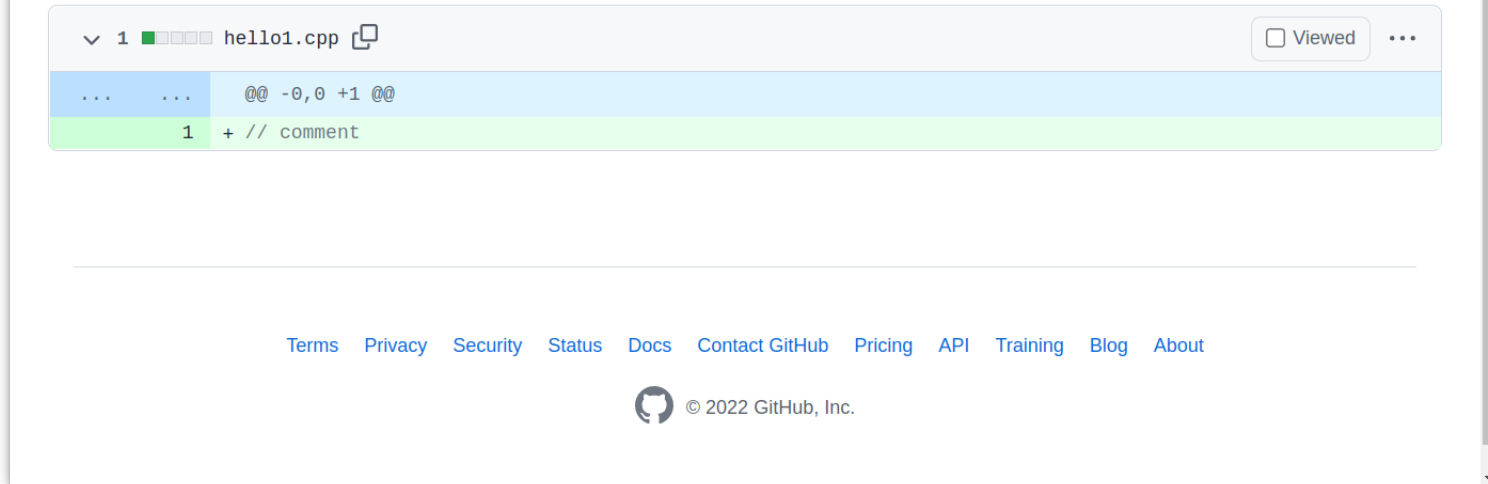 1 hello1.cpp Viewed ...
... ... @@ -0,0 +1 @@
1 + // comment
Terms Privacy Security Status Docs Contact GitHub Pricing API Training Blog About
© 2022 GitHub, Inc.